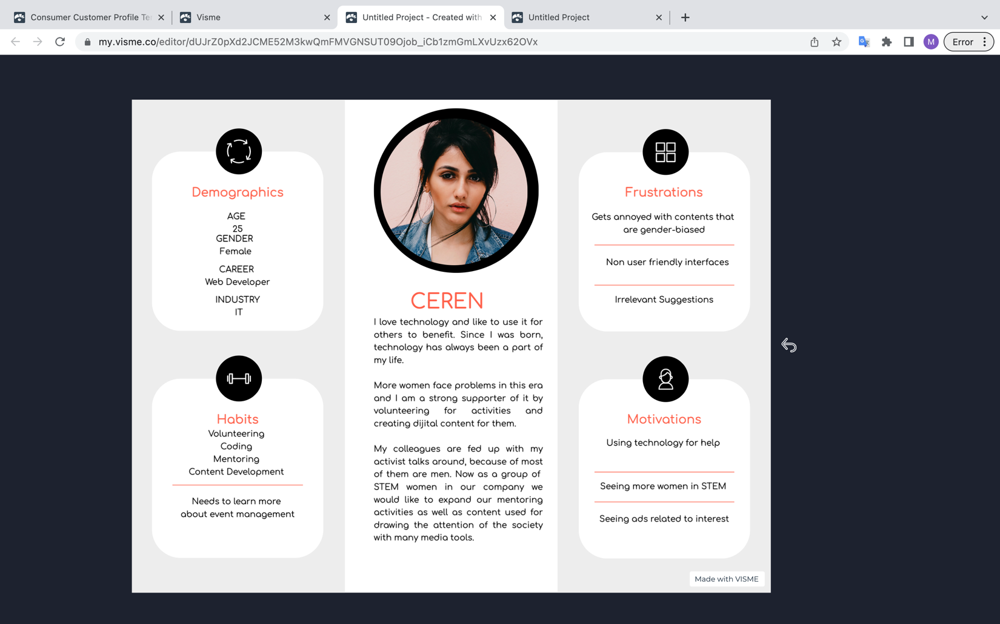 Consumer Customer Profile Te
Visme
Untitled Project - Created with
Untitled Project
my.visme.co/editor/dUJrZ0pXd2JCME52M3kwQmFMVGNSUT09Ojob_iCb1zmGmLXvUzx62OVx
M
Error
Demographics
AGE
25
GENDER
Female
CAREER
Web Developer
INDUSTRY
IT
Habits
Volunteering
Coding
Mentoring
Content Development
Needs to learn more
about event management
CEREN
I love technology and like to use it for
others to benefit. Since I was born,
technology has always been a part of
my life.
More women face problems in this era
and I am a strong supporter of it by
volunteering for activities and
creating dijital content for them.
My colleagues are fed up with my
activist talks around, because of most
of them are men. Now as a group of
STEM women in our company we
would like to expand our mentoring
activities as well as content used for
drawing the attention of the society
with many media tools.
Frustrations
Gets annoyed with contents that
are gender-biased
Non user friendly interfaces
Irrelevant Suggestions
Motivations
Using technology for help
Seeing more women in STEM
Seeing ads related to interest
Made with VISME